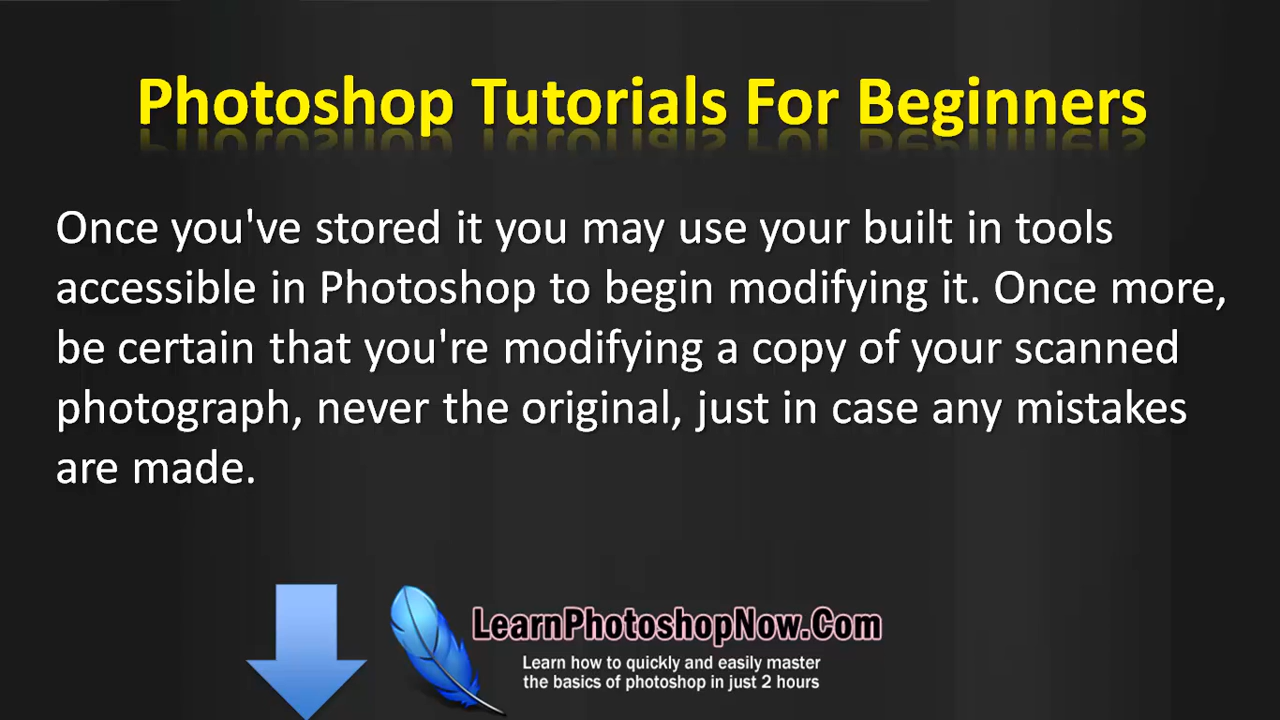 Photoshop Tutorials For Beginners
Once you've stored it you may use your built in tools
accessible in Photoshop to begin modifying it. Once more,
be certain that you're modifying a copy of your scanned
photograph, never the original, just in case any mistakes
are made.
LearnPhotoshopNow.Com
Learn how to quickly and easily master
the basics of photoshop in just 2 hours